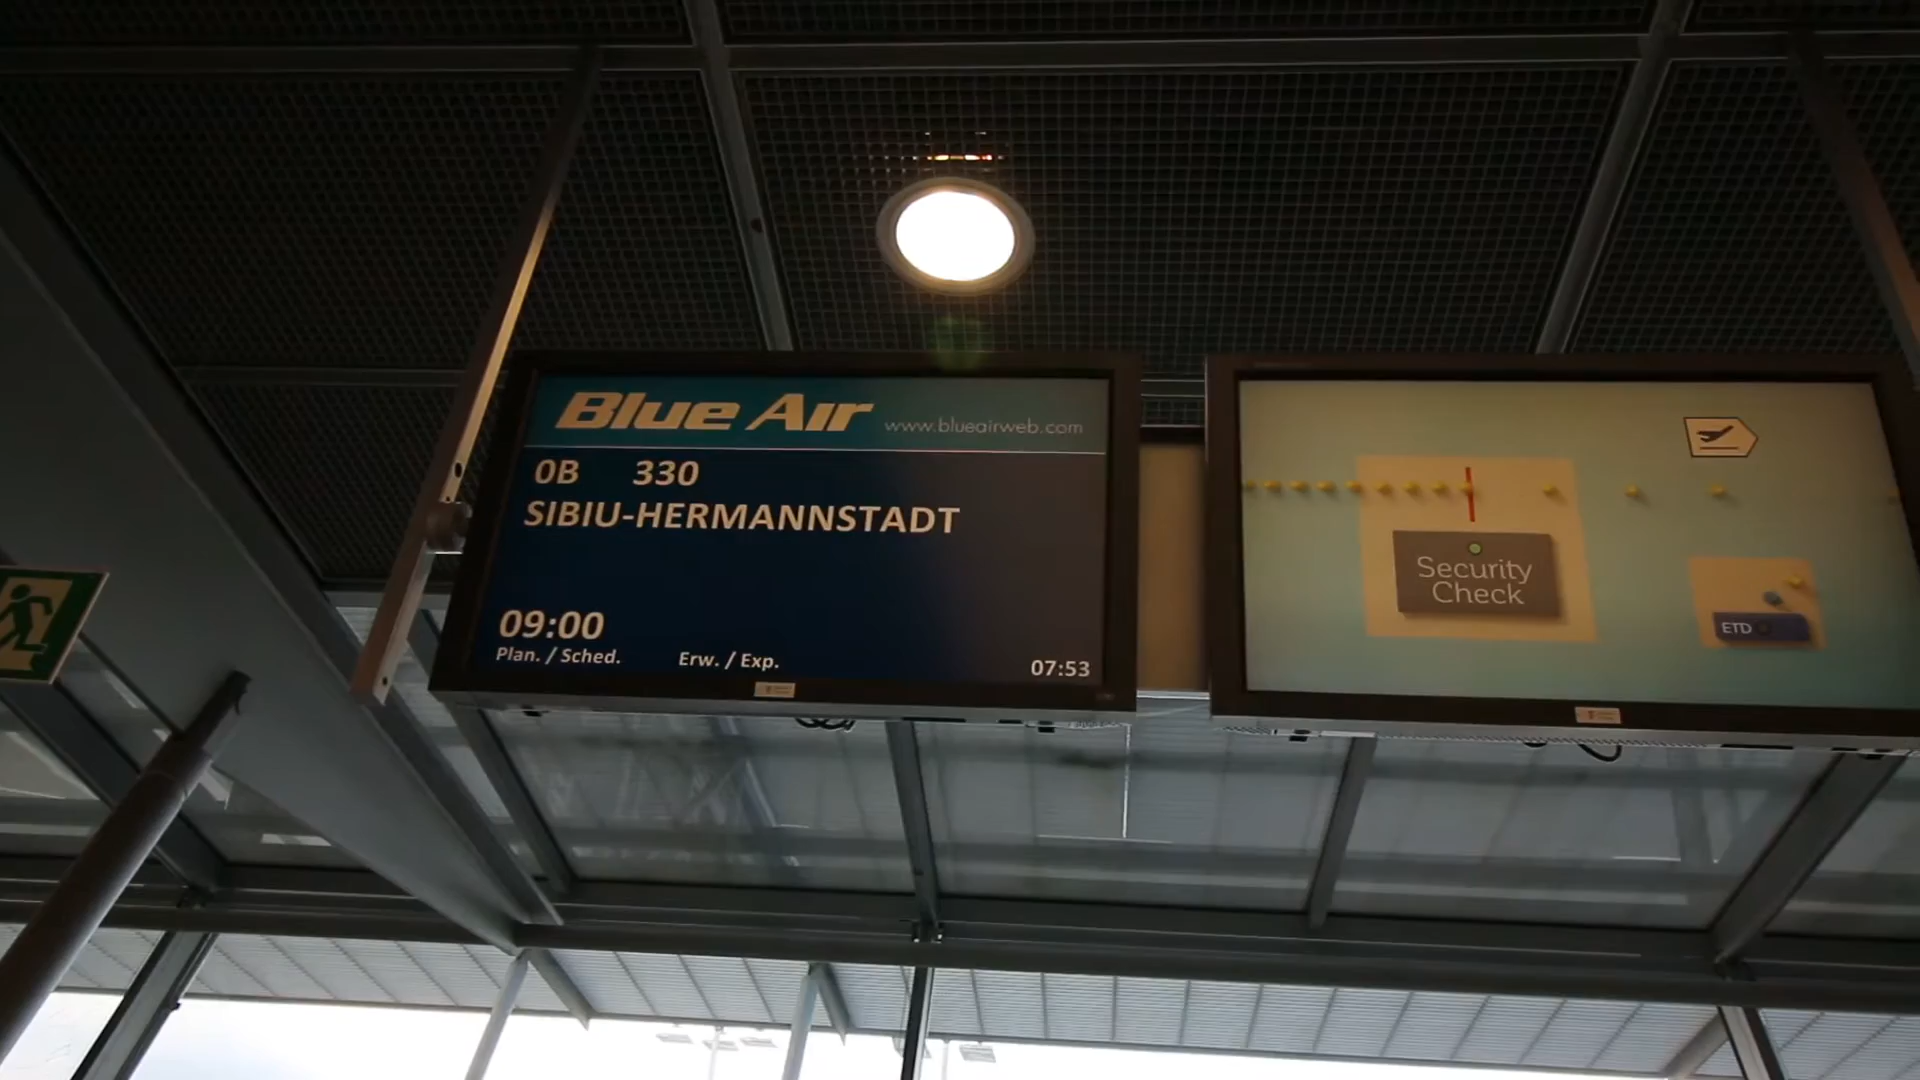 Blue Air www.blueairweb.com
0B 330
SIBIU-HERMANNSTADT
09:00
Plan. / Sched. Erw. / Exp. 07:53
Security
Check
ETD